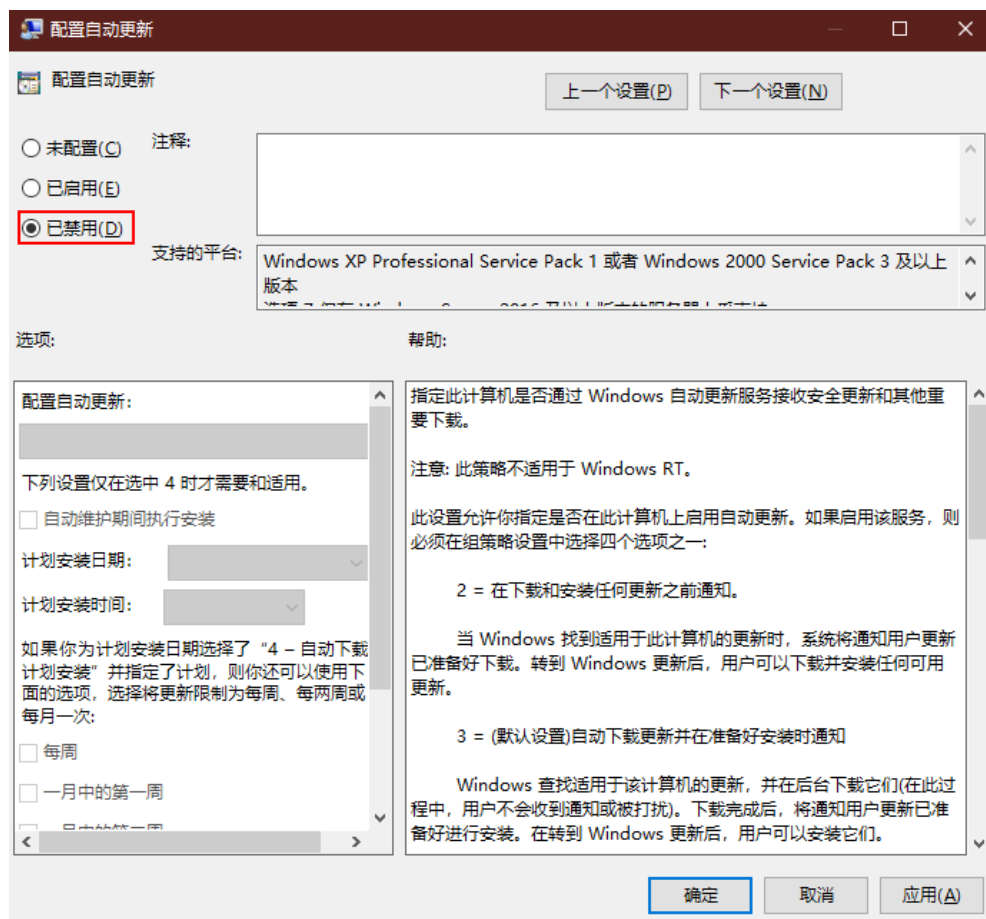 配置自动更新
配置自动更新
上一个设置(P)
下一个设置(N)
未配置(C)
注释:
已启用(E)
已禁用(D)
支持的平台:
Windows XP Professional Service Pack 1 或者 Windows 2000 Service Pack 3 及以上
版本
选项:
帮助:
配置自动更新:
下列设置仅在选中 4 时才需要和适用。
自动维护期间执行安装
计划安装日期:
计划安装时间:
如果你为计划安装日期选择了“4 – 自动下载
计划安装”并指定了计划，则你还可以使用下
面的选项，选择将更新限制为每周、每两周或
每月一次:
每周
一月中的第一周
指定此计算机是否通过 Windows 自动更新服务接收安全更新和其他重
要下载。
注意: 此策略不适用于 Windows RT。
此设置允许你指定是否在此计算机上启用自动更新。如果启用该服务，则
必须在组策略设置中选择四个选项之一:
2 = 在下载和安装任何更新之前通知。
当 Windows 找到适用于此计算机的更新时，系统将通知用户更新
已准备好下载。转到 Windows 更新后，用户可以下载并安装任何可用
更新。
3 = (默认设置)自动下载更新并在准备好安装时通知
Windows 查找适用于该计算机的更新，并在后台下载它们(在此过
程中，用户不会收到通知或被打扰)。下载完成后，将通知用户更新已准
备好进行安装。在转到 Windows 更新后，用户可以安装它们。
确定
取消
应用(A)